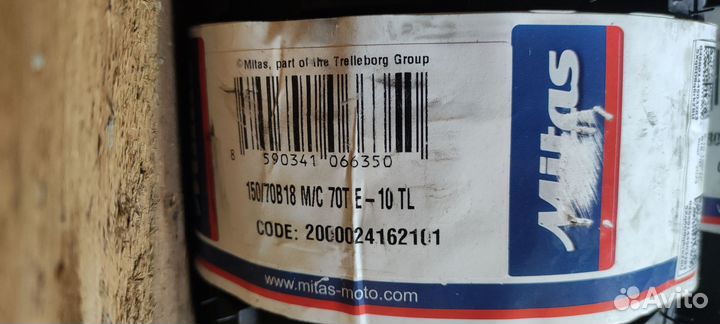 ©Mitas, part of the Trelleborg Group
8 590341 066350
150/70B18 M/C 70T E-10 TL
CODE: 2000024162101
www.mitas-moto.com
Mitas
Avito